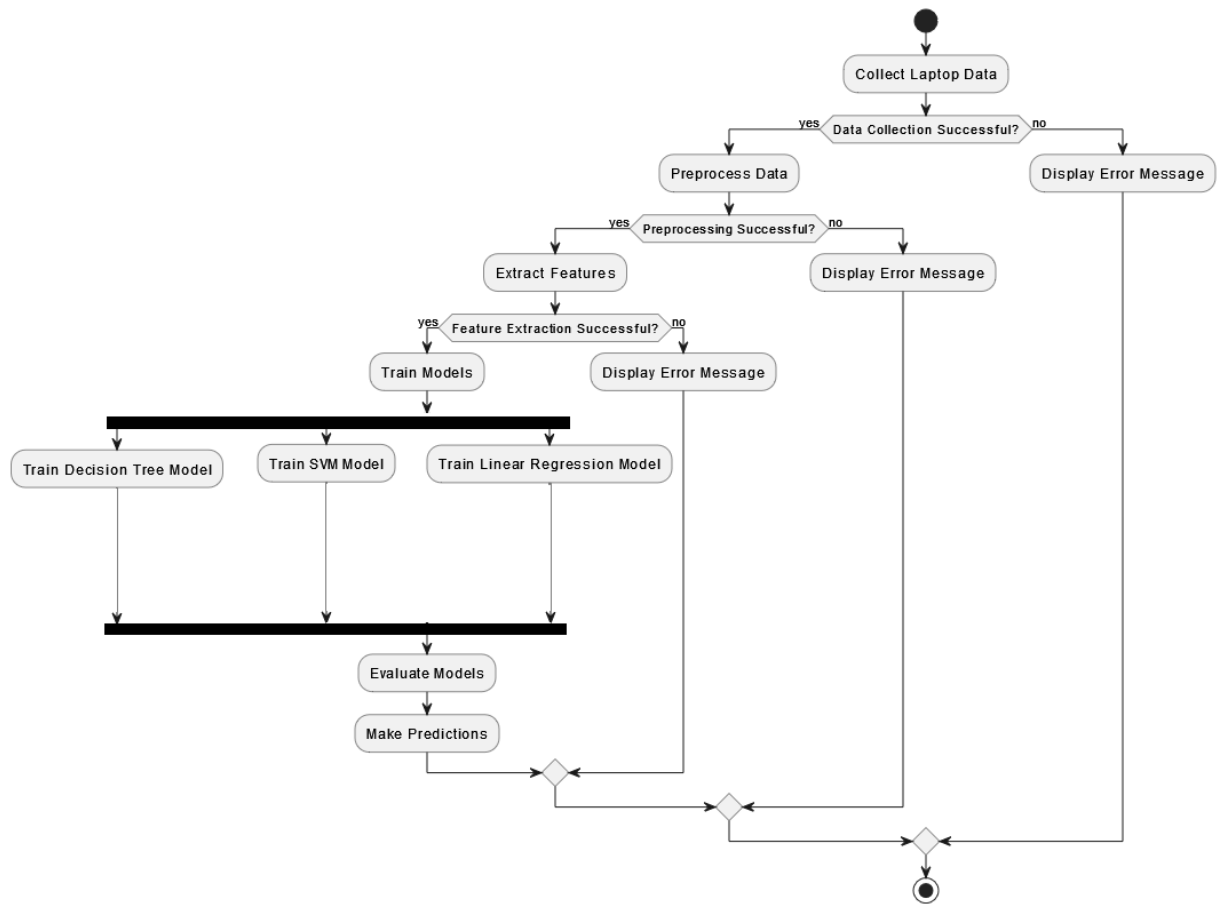 Collect Laptop Data
yes
Data Collection Successful?
no
Preprocess Data
Display Error Message
yes
Preprocessing Successful?
no
Extract Features
Display Error Message
yes
Feature Extraction Successful?
no
Train Models
Display Error Message
Train Decision Tree Model
Train SVM Model
Train Linear Regression Model
Evaluate Models
Make Predictions